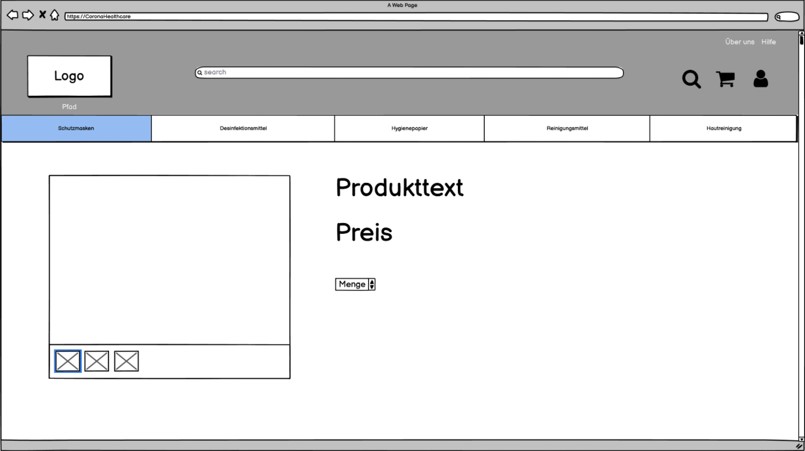 A Web Page
https://CoronaHealthcare
Über uns Hilfe
Logo
search
Pfad
Schutzmasken Desinfektionsmittel Hygienepapier Reinigungsmittel Hautreinigung
Produkttext
Preis
Menge